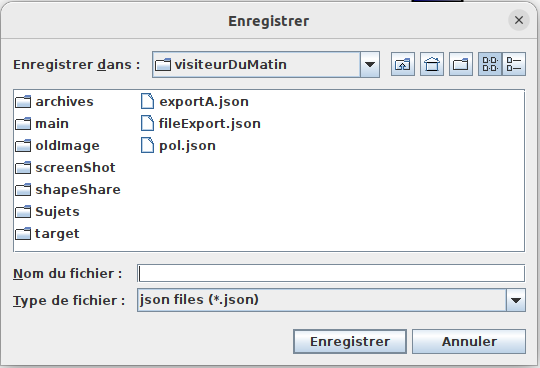 Enregistrer
Enregistrer dans : visiteurDuMatin
archives exportA.json
main fileExport.json
oldImage pol.json
screenShot
shapeShare
Sujets
target
Nom du fichier :
Type de fichier : json files (*.json)
Enregistrer Annuler